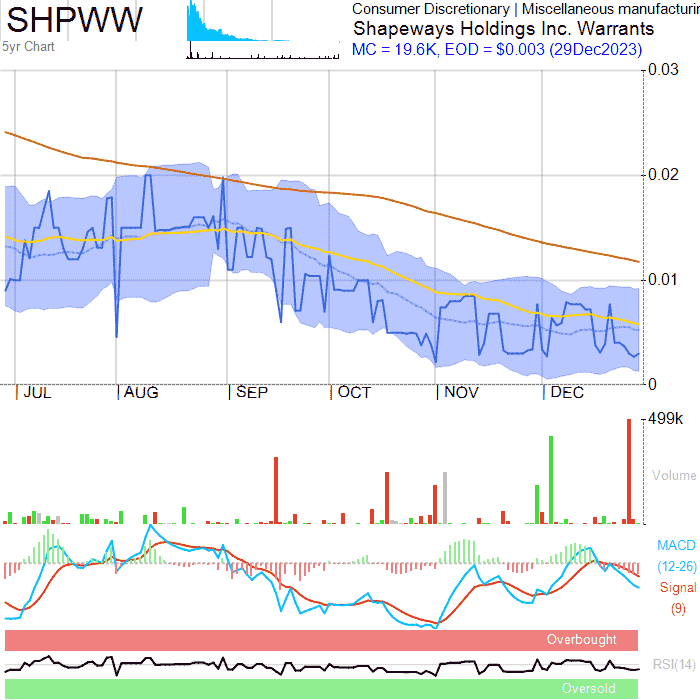 SHPWW
5yr Chart
Consumer Discretionary | Miscellaneous manufacturin
Shapeways Holdings Inc. Warrants
MC = 19.6K, EOD = $0.003 (29Dec2023)
0.03
0.02
0.01
0
JUL AUG SEP OCT NOV DEC
499k
Volume
MACD
(12-26)
Signal
(9)
Overbought
RSI(14)
Oversold